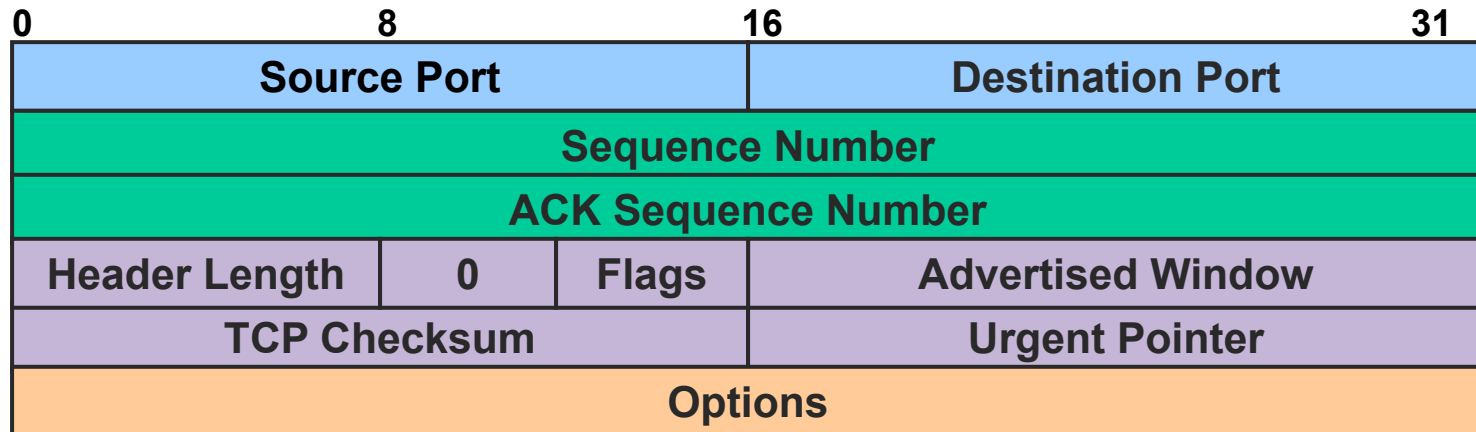 0 8 16 31
Source Port Destination Port
Sequence Number
ACK Sequence Number
Header Length 0 Flags Advertised Window
TCP Checksum Urgent Pointer
Options